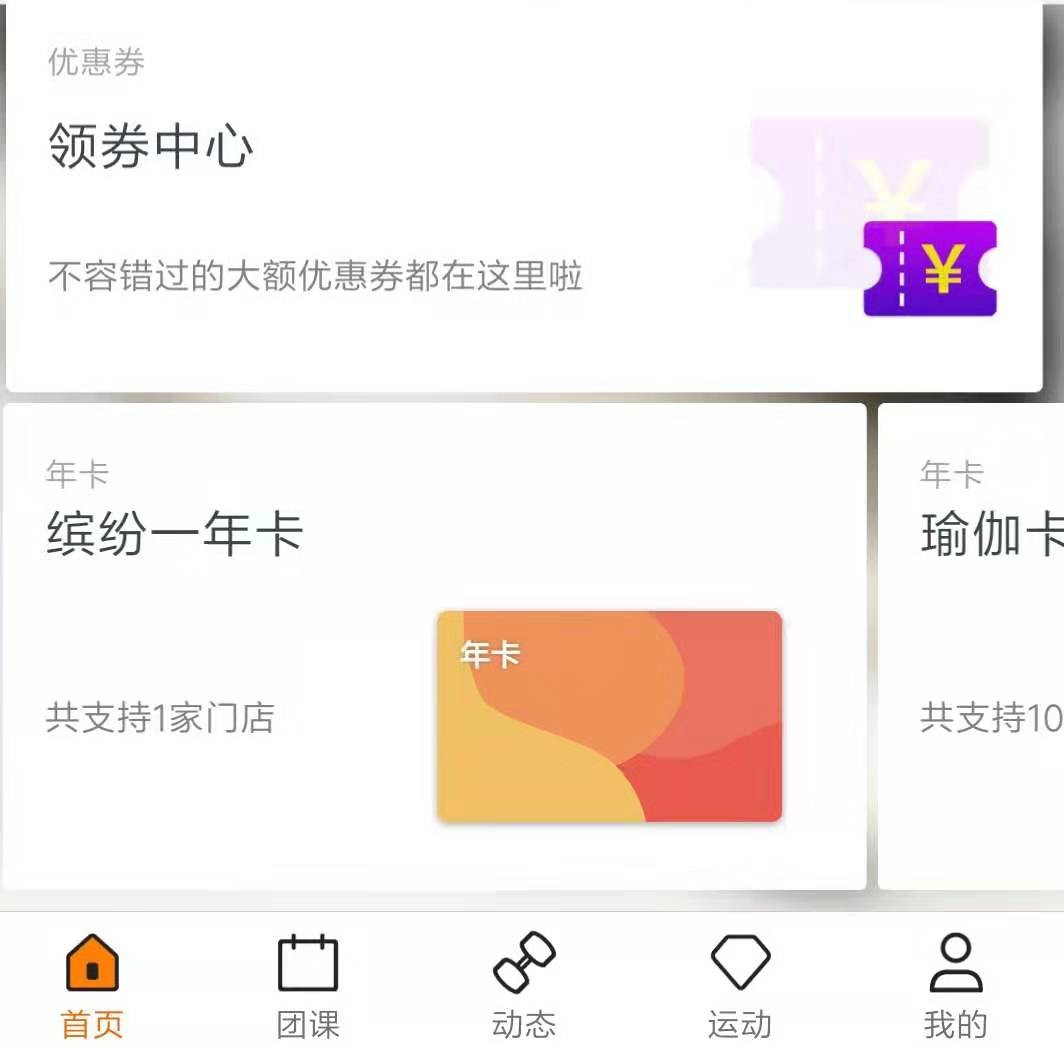 优惠券
领券中心
不容错过的大额优惠券都在这里啦
¥
¥
年卡
缤纷一年卡
年卡
共支持1家门店
年卡
瑜伽卡
共支持10
首页
团课
动态
运动
我的